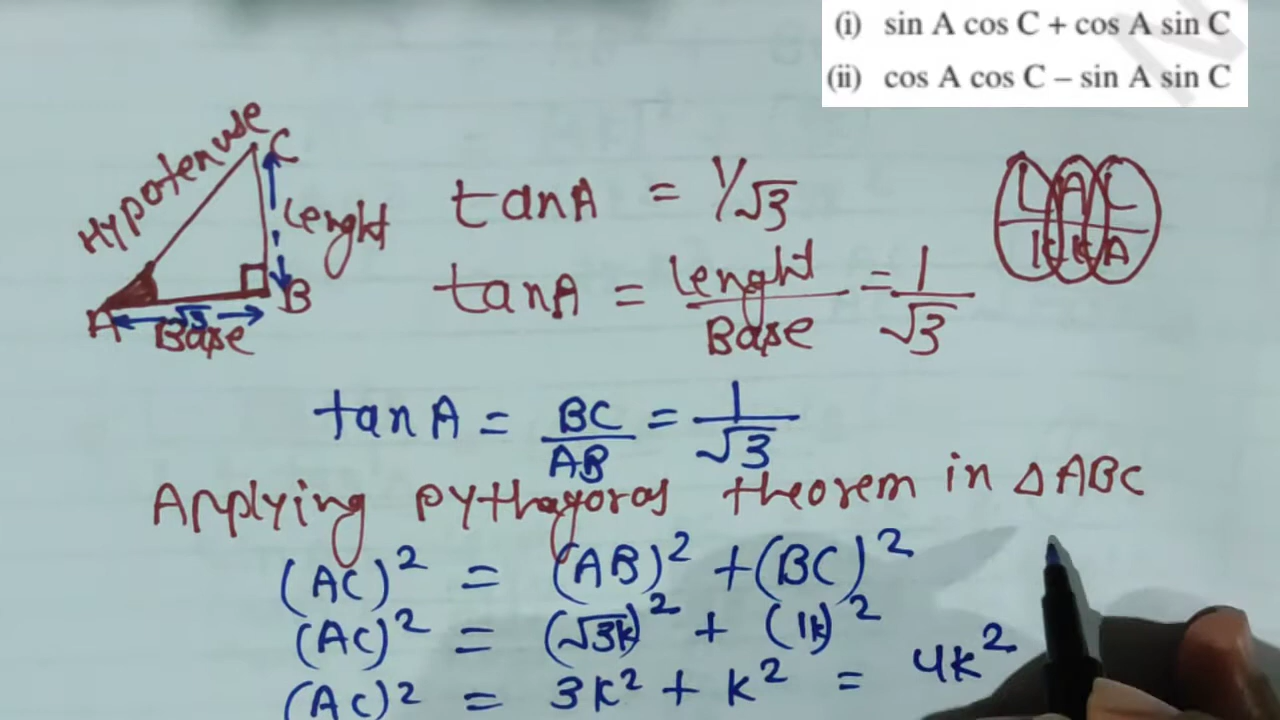 (i) sin A cos C + cos A sin C
(ii) cos A cos C – sin A sin C
Hypotenuse
C
Lenght
B
A
√3
Base
tanA = 1/√3
tanA = Lenght/Base = 1/√3
L A C
K K A
tanA = BC/AB = 1/√3
Applying pythagoras theorem in △ABC
(AC)² = (AB)² + (BC)²
(AC)² = (√3k)² + (1k)²
(AC)² = 3k² + k² = 4k²